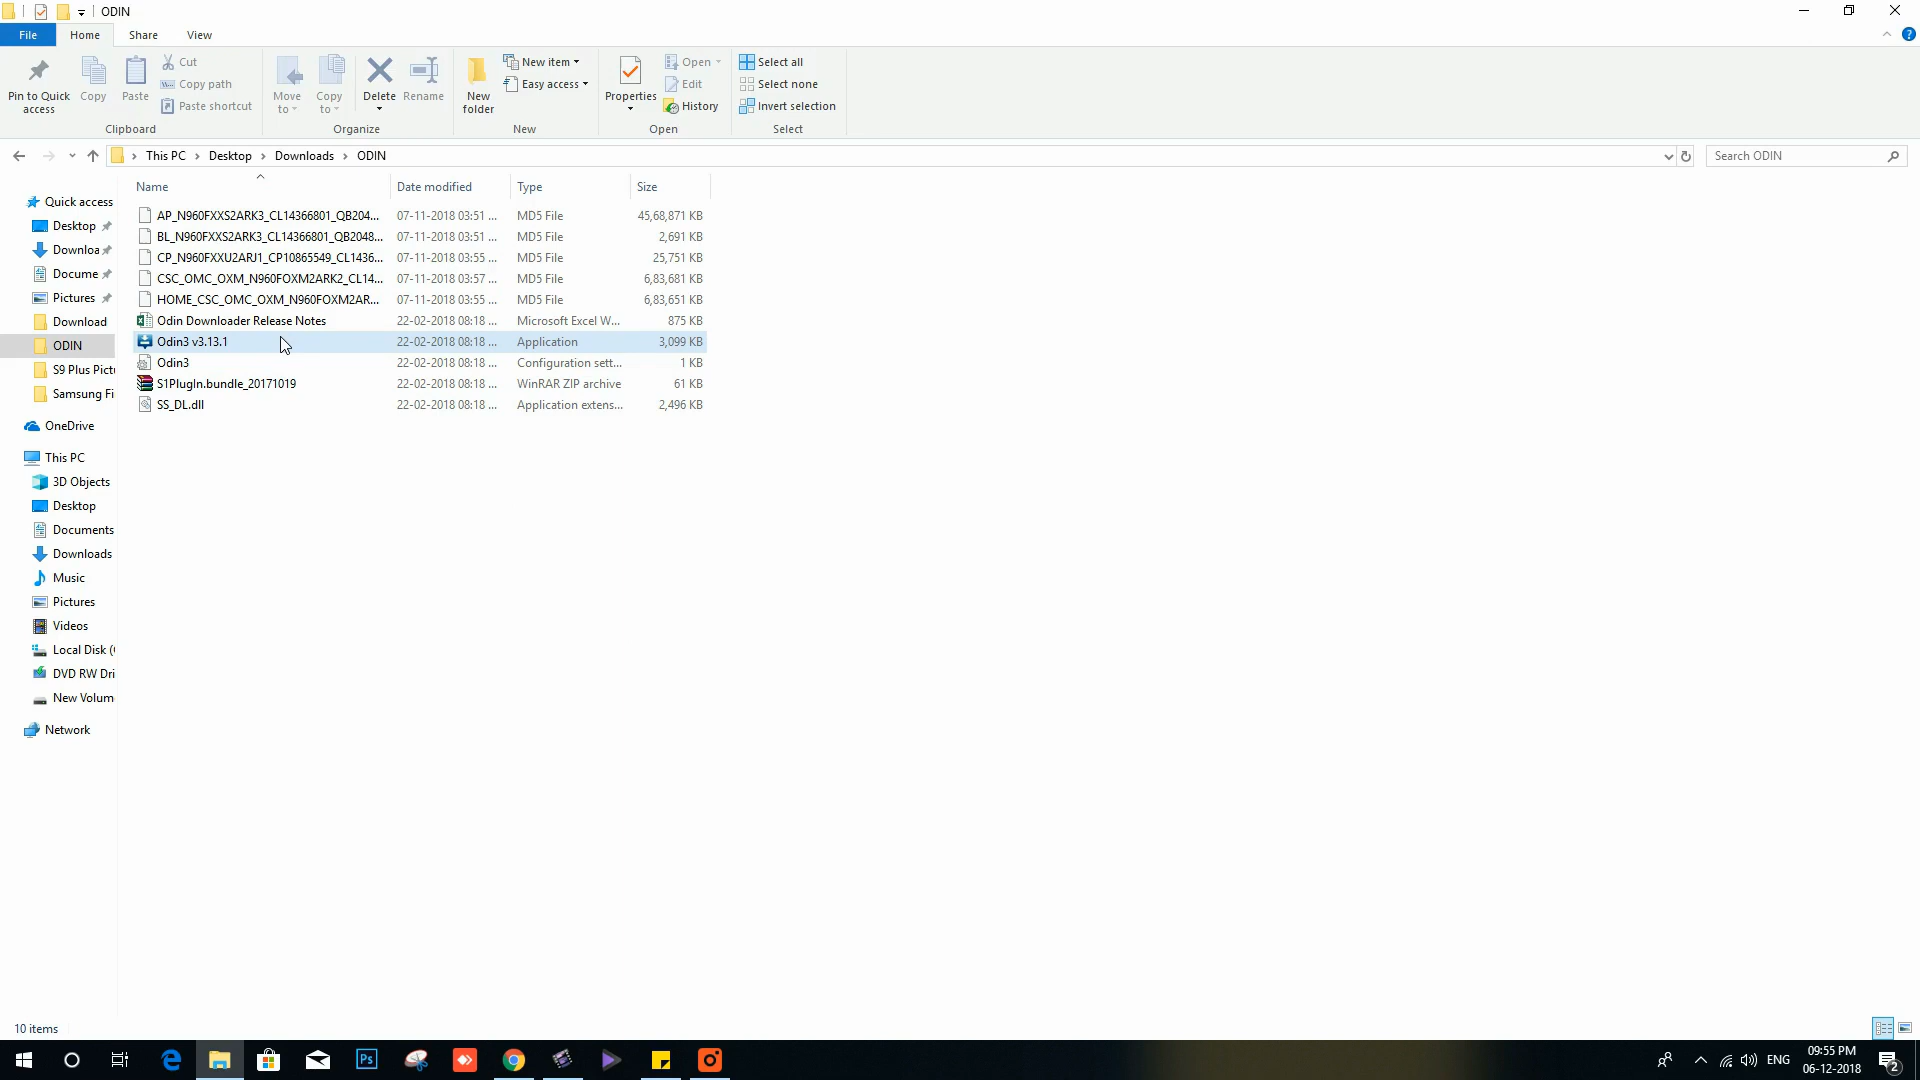 ODIN
File Home Share View
Pin to Quick access
Copy
Paste
Cut
Copy path
Paste shortcut
Clipboard
Move to
Copy to
Delete
Rename
Organize
New folder
New item
Easy access
New
Properties
Open
Edit
History
Open
Select all
Select none
Invert selection
Select
This PC > Desktop > Downloads > ODIN
Search ODIN
Name Date modified Type Size
AP_N960FXXS2ARK3_CL14366801_QB204... 07-11-2018 03:51 ... MD5 File 45,68,871 KB
BL_N960FXXS2ARK3_CL14366801_QB2048... 07-11-2018 03:51 ... MD5 File 2,691 KB
CP_N960FXXU2ARJ1_CP10865549_CL1436... 07-11-2018 03:55 ... MD5 File 25,751 KB
CSC_OMC_OXM_N960FOXM2ARK2_CL14... 07-11-2018 03:57 ... MD5 File 6,83,681 KB
HOME_CSC_OMC_OXM_N960FOXM2AR... 07-11-2018 03:55 ... MD5 File 6,83,651 KB
Odin Downloader Release Notes 22-02-2018 08:18 ... Microsoft Excel W... 875 KB
Odin3 v3.13.1 22-02-2018 08:18 ... Application 3,099 KB
Odin3 22-02-2018 08:18 ... Configuration sett... 1 KB
S1PlugIn.bundle_20171019 22-02-2018 08:18 ... WinRAR ZIP archive 61 KB
SS_DL.dll 22-02-2018 08:18 ... Application extens... 2,496 KB
Quick access
Desktop
Downloa
Docume
Pictures
Download
ODIN
S9 Plus Pictu
Samsung Fi
OneDrive
This PC
3D Objects
Desktop
Documents
Downloads
Music
Pictures
Videos
Local Disk (
DVD RW Dri
New Volum
Network
10 items
Ps
ENG
09:55 PM
06-12-2018
2